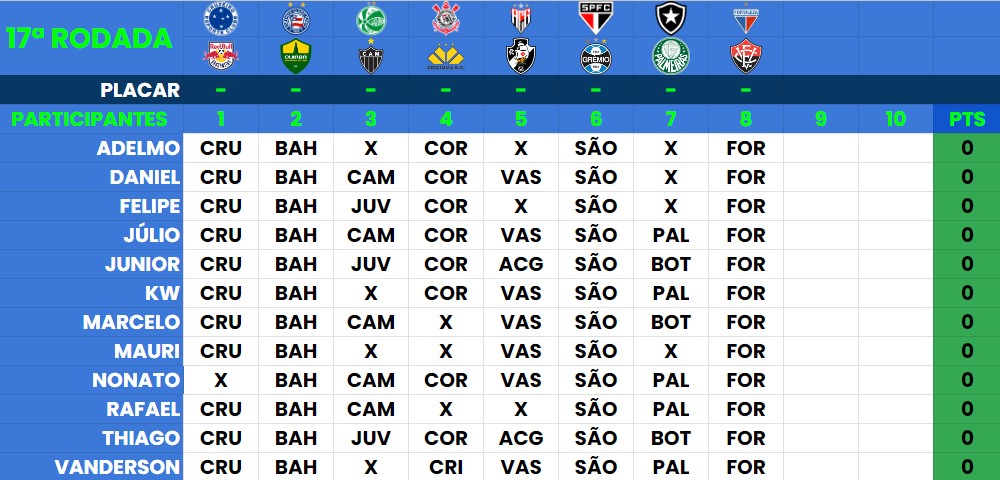 17ª RODADA
PLACAR - - - - - - - -
PARTICIPANTES 1 2 3 4 5 6 7 8 9 10 PTS
ADELMO CRU BAH X COR X SÃO X FOR 0
DANIEL CRU BAH CAM COR VAS SÃO X FOR 0
FELIPE CRU BAH JUV COR X SÃO X FOR 0
JÚLIO CRU BAH CAM COR VAS SÃO PAL FOR 0
JUNIOR CRU BAH JUV COR ACG SÃO BOT FOR 0
KW CRU BAH X COR VAS SÃO PAL FOR 0
MARCELO CRU BAH CAM X VAS SÃO BOT FOR 0
MAURI CRU BAH X X VAS SÃO X FOR 0
NONATO X BAH CAM COR VAS SÃO PAL FOR 0
RAFAEL CRU BAH CAM X X SÃO PAL FOR 0
THIAGO CRU BAH JUV COR ACG SÃO BOT FOR 0
VANDERSON CRU BAH X CRI VAS SÃO PAL FOR 0